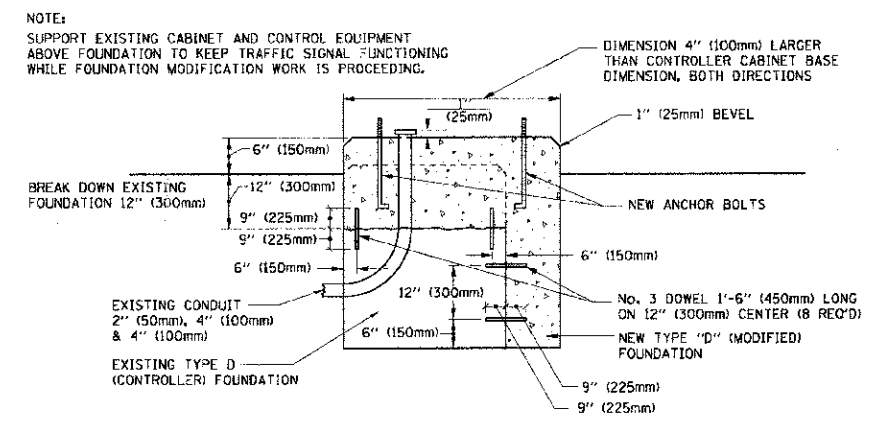 NOTE:
SUPPORT EXISTING CABINET AND CONTROL EQUIPMENT
ABOVE FOUNDATION TO KEEP TRAFFIC SIGNAL FUNCTIONING
WHILE FOUNDATION MODIFICATION WORK IS PROCEEDING.
DIMENSION 4" (100mm) LARGER
THAN CONTROLLER CABINET BASE
DIMENSION, BOTH DIRECTIONS
1"
(25mm)
1" (25mm) BEVEL
6" (150mm)
BREAK DOWN EXISTING
FOUNDATION 12" (300mm)
12" (300mm)
9" (225mm)
9" (225mm)
6" (150mm)
NEW ANCHOR BOLTS
6" (150mm)
12" (300mm)
6" (150mm)
No. 3 DOWEL 1'-6" (450mm) LONG
ON 12" (300mm) CENTER (8 REQ'D)
EXISTING CONDUIT
2" (50mm), 4" (100mm)
& 4" (100mm)
NEW TYPE "D" (MODIFIED)
FOUNDATION
EXISTING TYPE D
(CONTROLLER) FOUNDATION
9" (225mm)
9" (225mm)